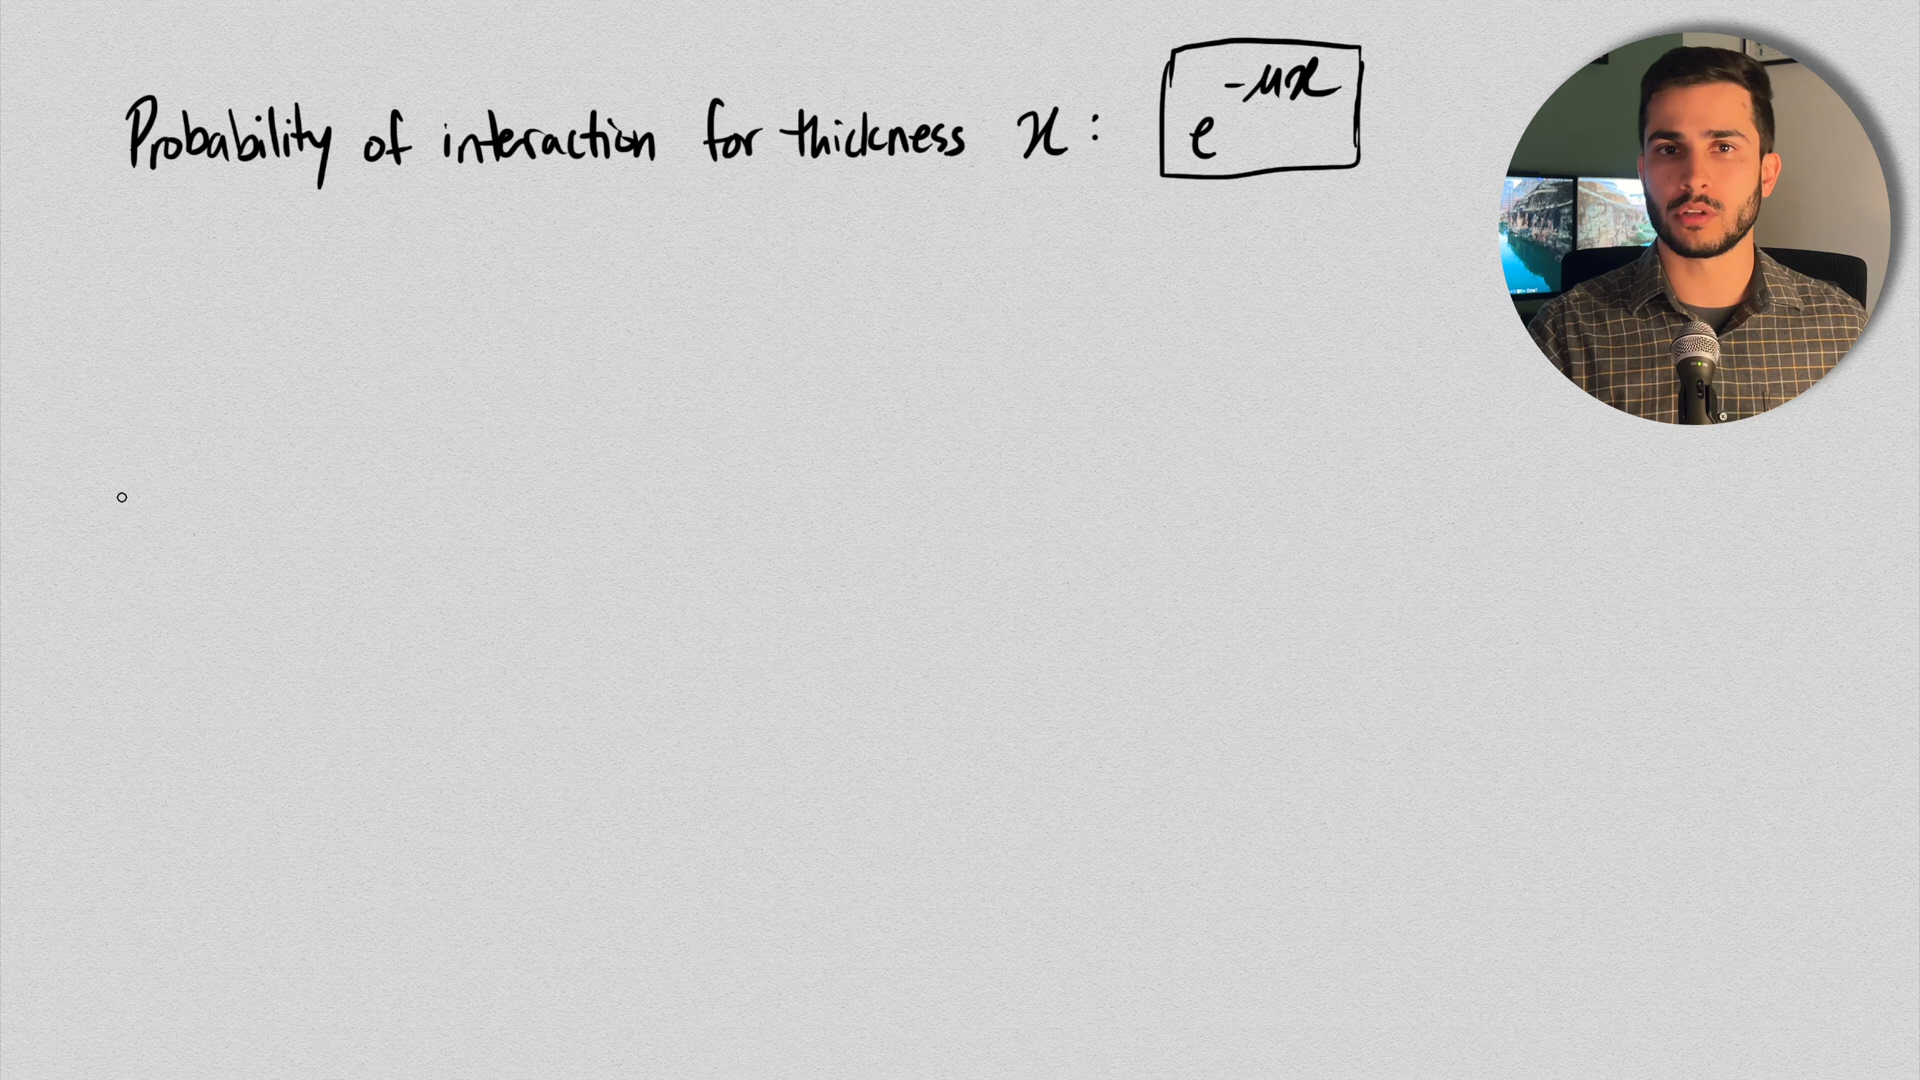 Probability of interaction for thickness x: e^{-μx}